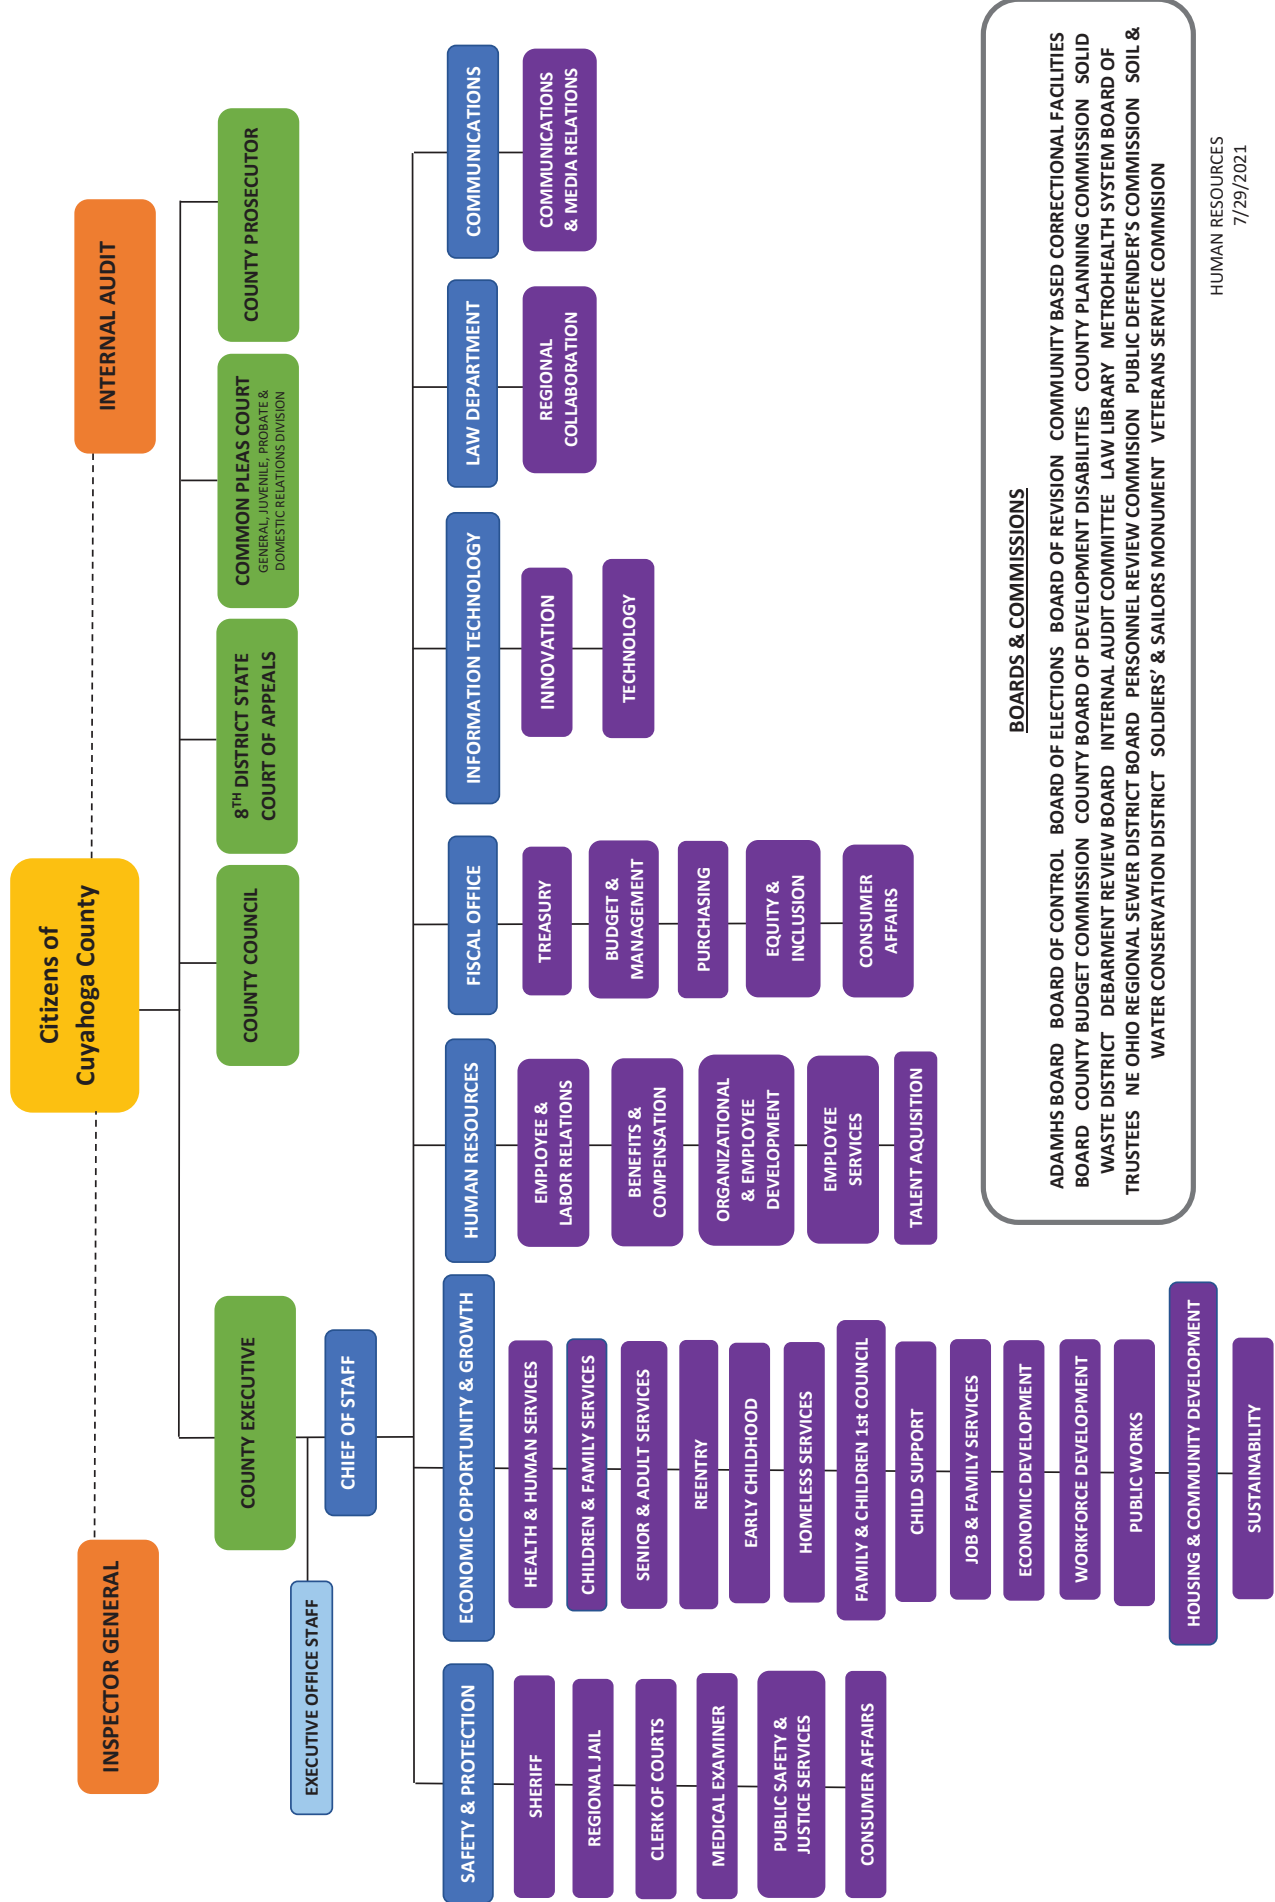 Citizens of
Cuyahoga County
INSPECTOR GENERAL
INTERNAL AUDIT
COUNTY EXECUTIVE
COUNTY COUNCIL
8TH DISTRICT STATE
COURT OF APPEALS
COMMON PLEAS COURT
GENERAL, JUVENILE, PROBATE &
DOMESTIC RELATIONS DIVISION
COUNTY PROSECUTOR
EXECUTIVE OFFICE STAFF
CHIEF OF STAFF
SAFETY & PROTECTION
SHERIFF
REGIONAL JAIL
CLERK OF COURTS
MEDICAL EXAMINER
PUBLIC SAFETY &
JUSTICE SERVICES
CONSUMER AFFAIRS
ECONOMIC OPPORTUNITY & GROWTH
HEALTH & HUMAN SERVICES
CHILDREN & FAMILY SERVICES
SENIOR & ADULT SERVICES
REENTRY
EARLY CHILDHOOD
HOMELESS SERVICES
FAMILY & CHILDREN 1st COUNCIL
CHILD SUPPORT
JOB & FAMILY SERVICES
ECONOMIC DEVELOPMENT
WORKFORCE DEVELOPMENT
PUBLIC WORKS
HOUSING & COMMUNITY DEVELOPMENT
SUSTAINABILITY
HUMAN RESOURCES
EMPLOYEE &
LABOR RELATIONS
BENEFITS &
COMPENSATION
ORGANIZATIONAL
& EMPLOYEE
DEVELOPMENT
EMPLOYEE
SERVICES
TALENT AQUISITION
FISCAL OFFICE
TREASURY
BUDGET &
MANAGEMENT
PURCHASING
EQUITY &
INCLUSION
CONSUMER
AFFAIRS
INFORMATION TECHNOLOGY
INNOVATION
TECHNOLOGY
LAW DEPARTMENT
REGIONAL
COLLABORATION
COMMUNICATIONS
COMMUNICATIONS
& MEDIA RELATIONS
BOARDS & COMMISSIONS
ADAMHS BOARD BOARD OF CONTROL BOARD OF ELECTIONS BOARD OF REVISION COMMUNITY BASED CORRECTIONAL FACILITIES
BOARD COUNTY BUDGET COMMISSION COUNTY BOARD OF DEVELOPMENT DISABILITIES COUNTY PLANNING COMMISSION SOLID
WASTE DISTRICT DEBARMENT REVIEW BOARD INTERNAL AUDIT COMMITTEE LAW LIBRARY METROHEALTH SYSTEM BOARD OF
TRUSTEES NE OHIO REGIONAL SEWER DISTRICT BOARD PERSONNEL REVIEW COMMISION PUBLIC DEFENDER'S COMMISSION SOIL &
WATER CONSERVATION DISTRICT SOLDIERS' & SAILORS MONUMENT VETERANS SERVICE COMMISION
HUMAN RESOURCES
7/29/2021